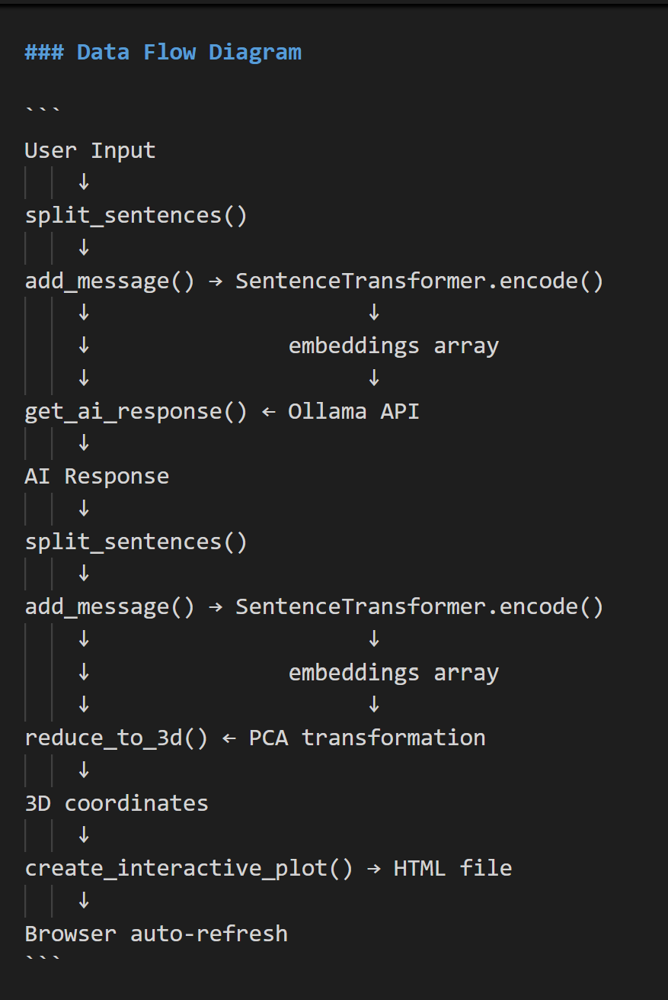 ### Data Flow Diagram
```
User Input
↓
split_sentences()
↓
add_message() → SentenceTransformer.encode()
↓ ↓
↓ embeddings array
↓ ↓
get_ai_response() ← Ollama API
↓
AI Response
↓
split_sentences()
↓
add_message() → SentenceTransformer.encode()
↓ ↓
↓ embeddings array
↓ ↓
reduce_to_3d() ← PCA transformation
↓
3D coordinates
↓
create_interactive_plot() → HTML file
↓
Browser auto-refresh
```